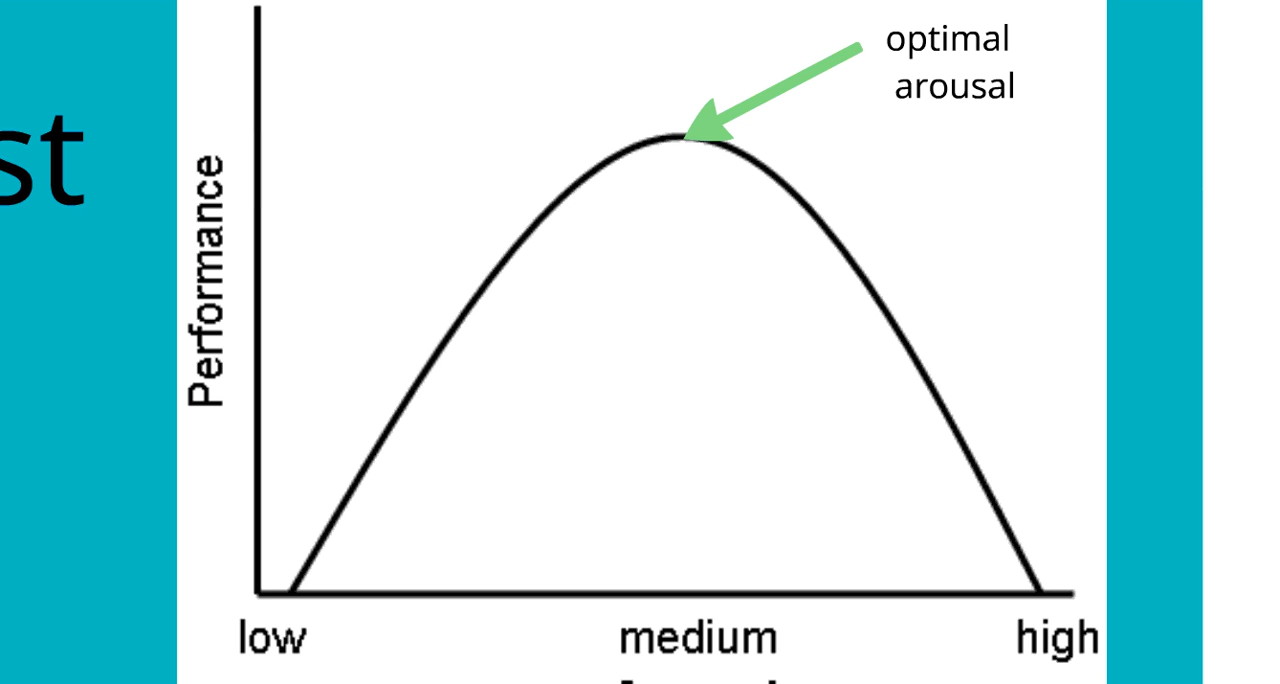 st
optimal
arousal
Performance
low medium high